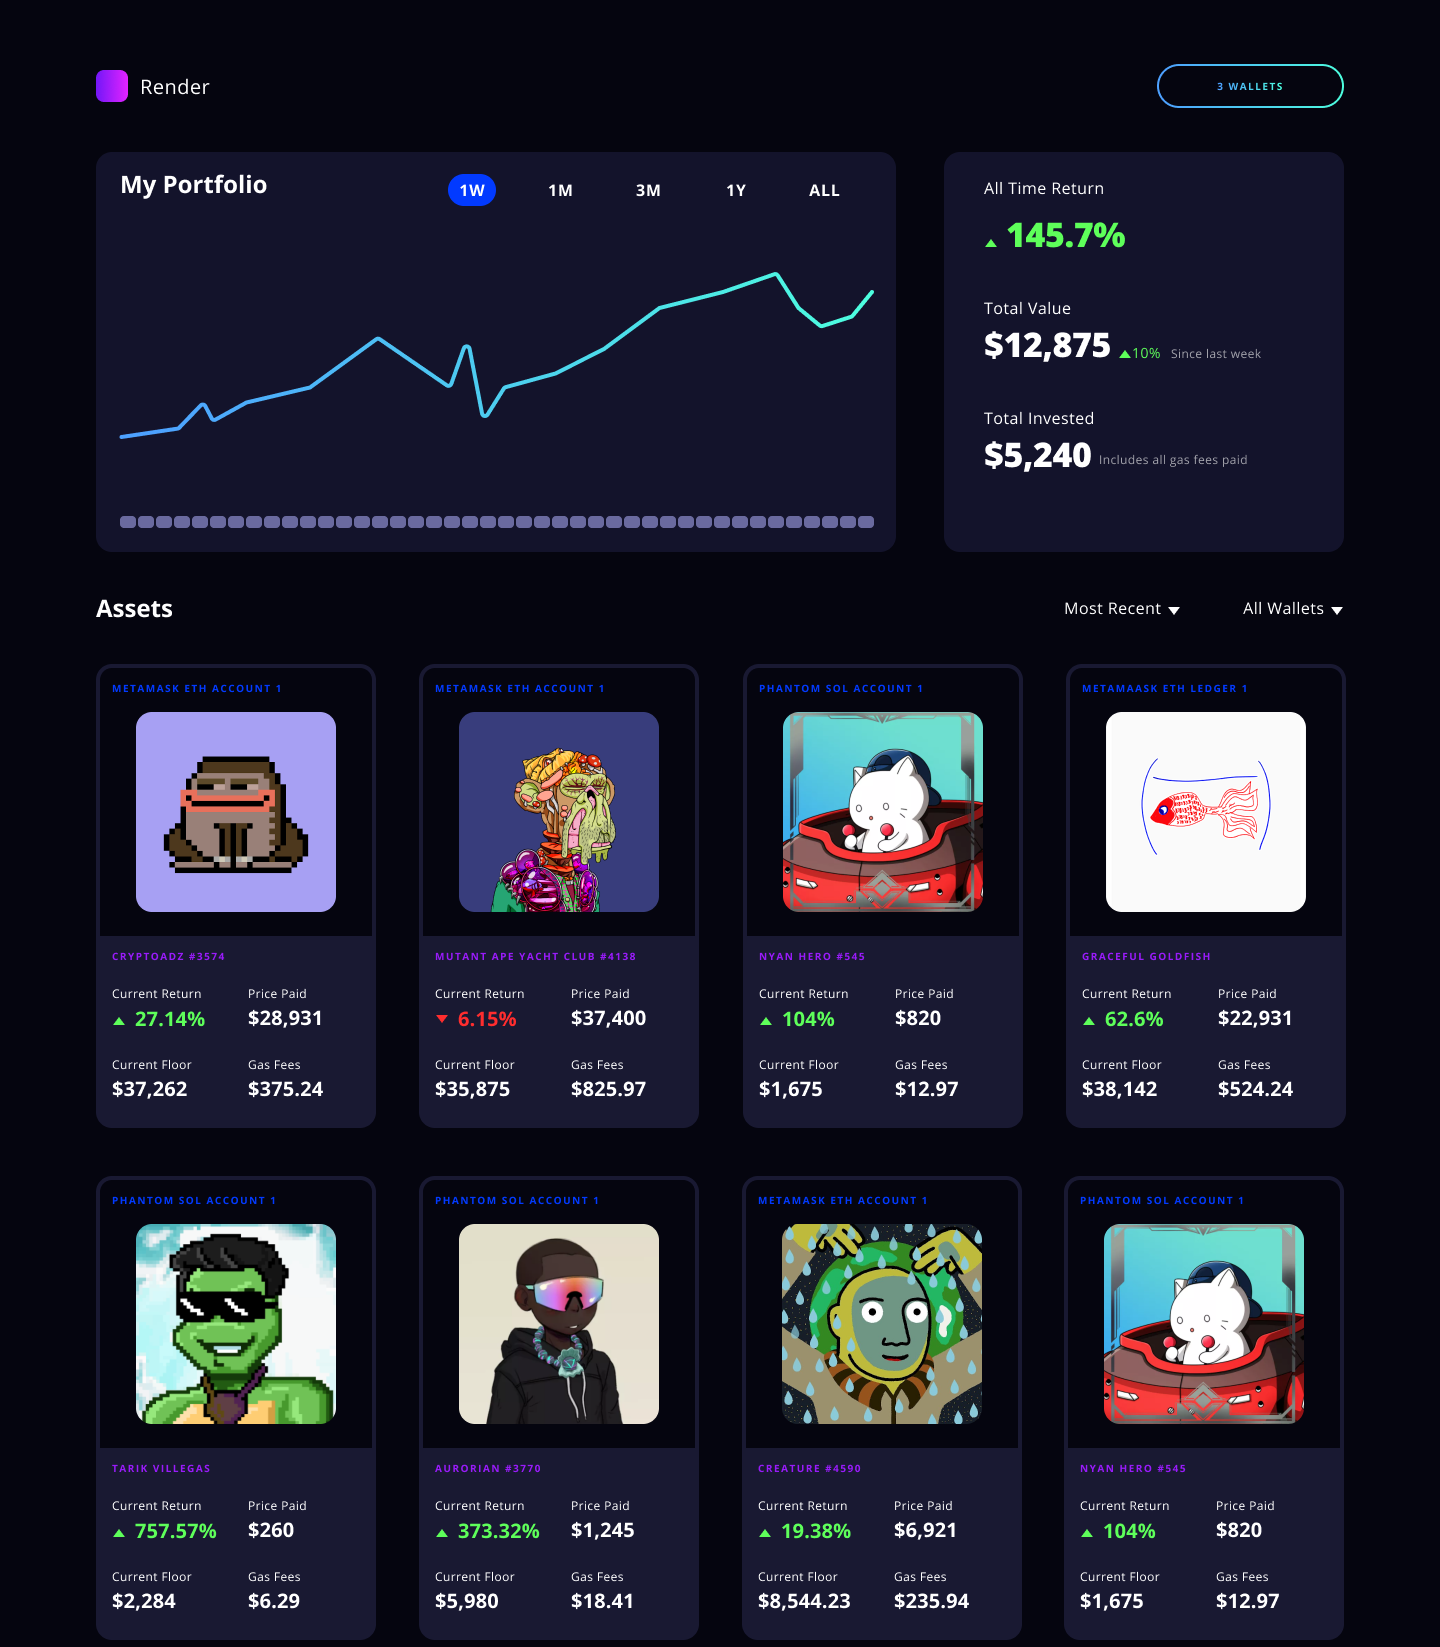 Render
3 WALLETS
My Portfolio
1W 1M 3M 1Y ALL
All Time Return
145.7%
Total Value
$12,875 10% Since last week
Total Invested
$5,240 Includes all gas fees paid
Assets
Most Recent All Wallets
METAMASK ETH ACCOUNT 1
CRYPTOADZ #3574
Current Return Price Paid
27.14% $28,931
Current Floor Gas Fees
$37,262 $375.24
METAMASK ETH ACCOUNT 1
MUTANT APE YACHT CLUB #4138
Current Return Price Paid
6.15% $37,400
Current Floor Gas Fees
$35,875 $825.97
PHANTOM SOL ACCOUNT 1
NYAN HERO #545
Current Return Price Paid
104% $820
Current Floor Gas Fees
$1,675 $12.97
METAMAASK ETH LEDGER 1
GRACEFUL GOLDFISH
Current Return Price Paid
62.6% $22,931
Current Floor Gas Fees
$38,142 $524.24
PHANTOM SOL ACCOUNT 1
TARIK VILLEGAS
Current Return Price Paid
757.57% $260
Current Floor Gas Fees
$2,284 $6.29
PHANTOM SOL ACCOUNT 1
AURORIAN #3770
Current Return Price Paid
373.32% $1,245
Current Floor Gas Fees
$5,980 $18.41
METAMASK ETH ACCOUNT 1
CREATURE #4590
Current Return Price Paid
19.38% $6,921
Current Floor Gas Fees
$8,544.23 $235.94
PHANTOM SOL ACCOUNT 1
NYAN HERO #545
Current Return Price Paid
104% $820
Current Floor Gas Fees
$1,675 $12.97